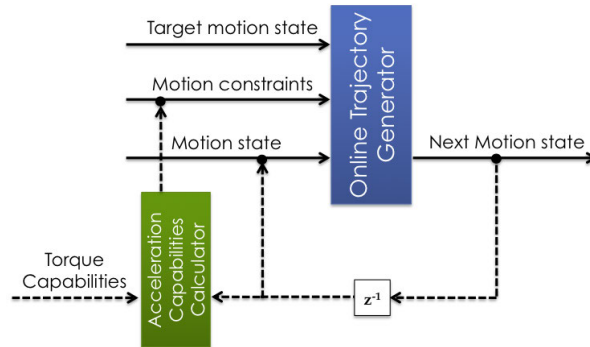 Target motion state
Motion constraints
Motion state
Online Trajectory
Generator
Next Motion state
Torque
Capabilities
Acceleration
Capabilities
Calculator
z⁻¹